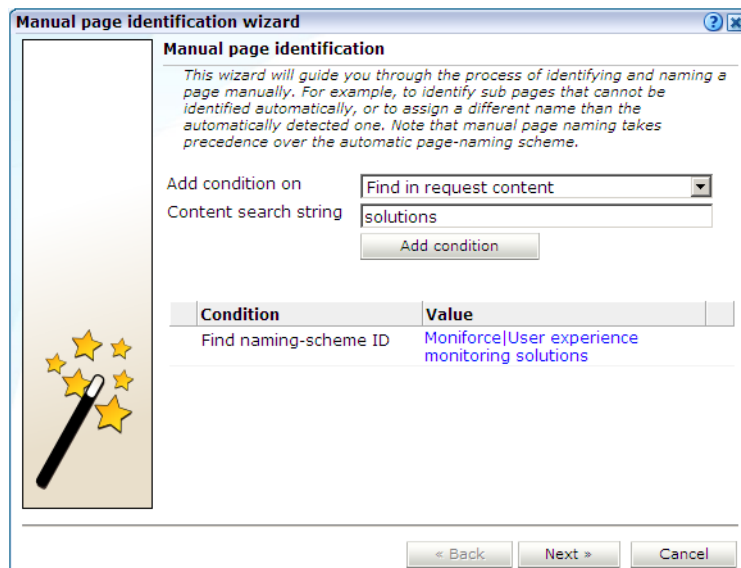 Manual page identification wizard
?
Manual page identification
This wizard will guide you through the process of identifying and naming a
page manually. For example, to identify sub pages that cannot be
identified automatically, or to assign a different name than the
automatically detected one. Note that manual page naming takes
precedence over the automatic page-naming scheme.
Add condition on Find in request content
Content search string solutions
Add condition
Condition Value
Find naming-scheme ID Moniforce|User experience
monitoring solutions
« Back Next » Cancel